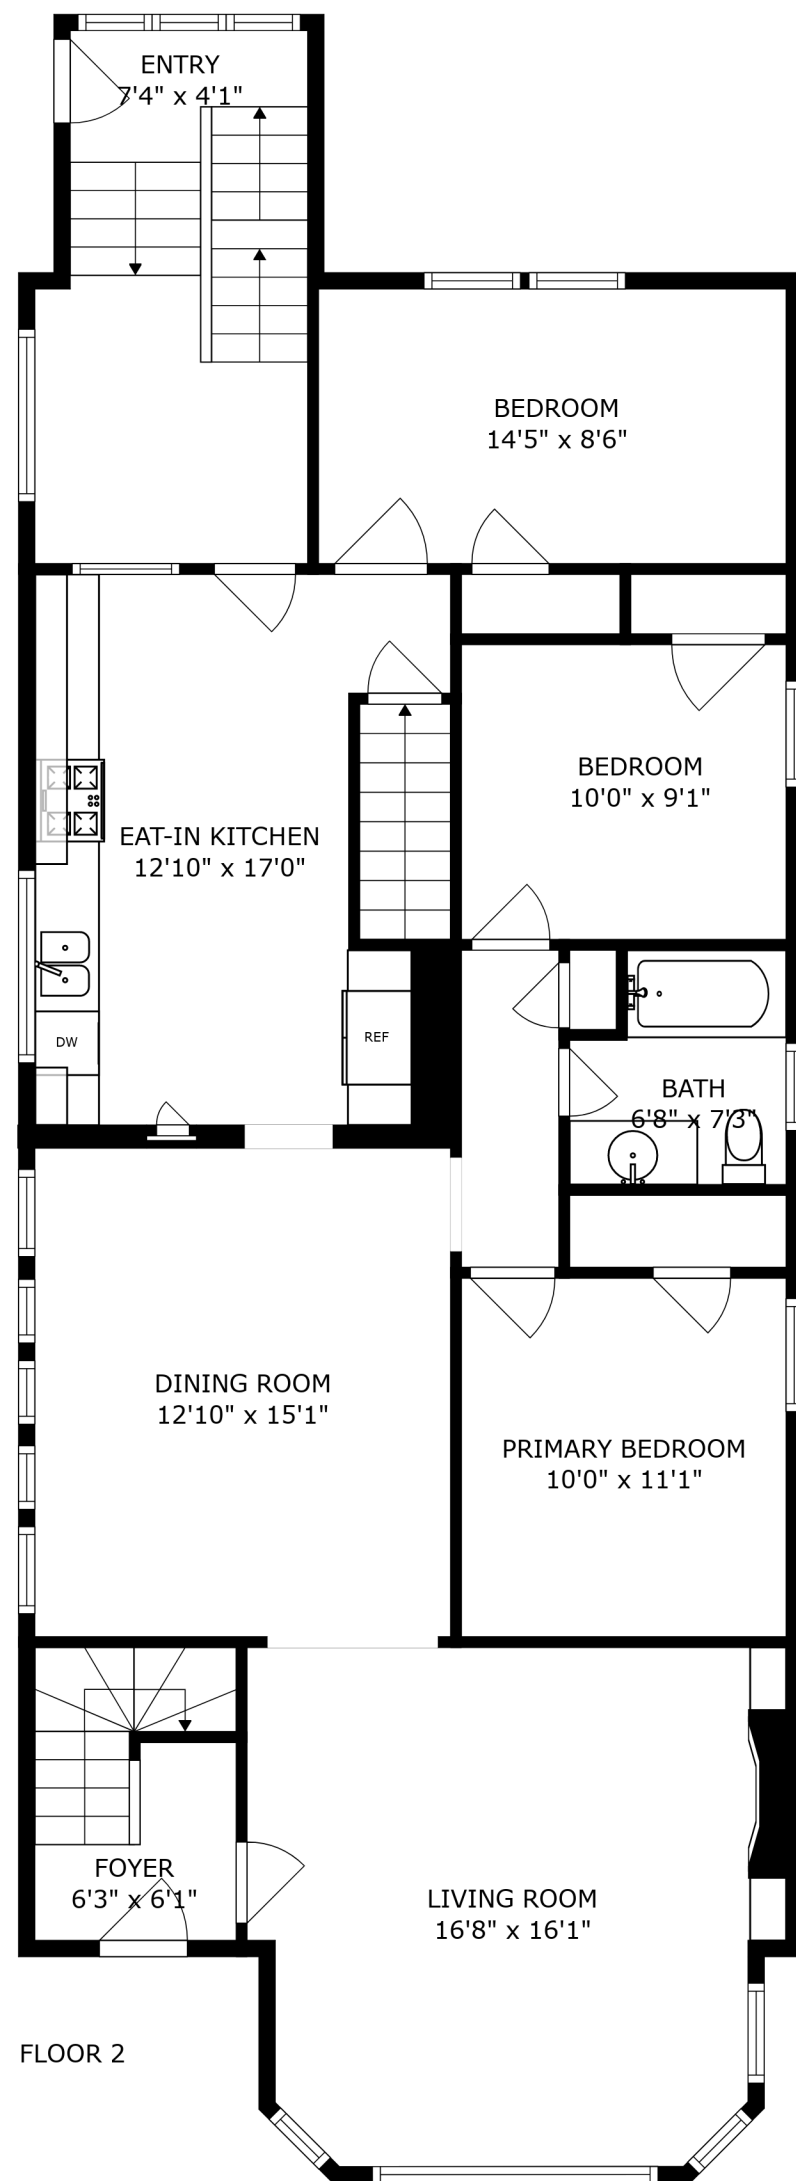 ENTRY
7'4" x 4'1"
BEDROOM
14'5" x 8'6"
BEDROOM
10'0" x 9'1"
EAT-IN KITCHEN
12'10" x 17'0"
DW
REF
BATH
6'8" x 7'3"
DINING ROOM
12'10" x 15'1"
PRIMARY BEDROOM
10'0" x 11'1"
FOYER
6'3" x 6'1"
LIVING ROOM
16'8" x 16'1"
FLOOR 2